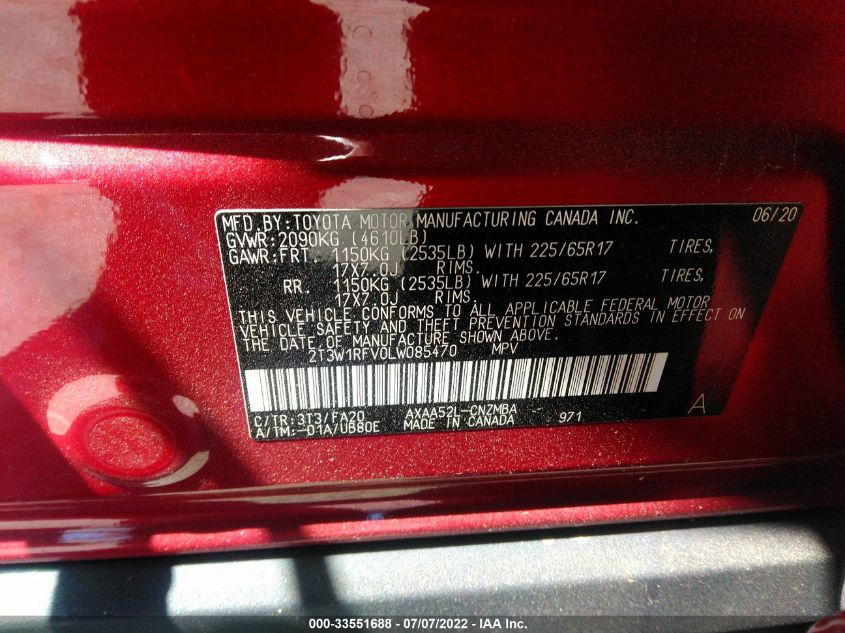 MFD.BY:TOYOTA MOTOR MANUFACTURING CANADA INC. 06/20
GVWR:2090KG (4610LB)
GAWR:FRT. 1150KG (2535LB) WITH 225/65R17 TIRES,
17X7.0J RIMS.
RR. 1150KG (2535LB) WITH 225/65R17 TIRES,
17X7.0J RIMS.
THIS VEHICLE CONFORMS TO ALL APPLICABLE FEDERAL MOTOR
VEHICLE SAFETY AND THEFT PREVENTION STANDARDS IN EFFECT ON
THE DATE OF MANUFACTURE SHOWN ABOVE.
2T3W1RFV0LW085470 MPV
C/TR:3T3/FA20 AXAA52L-CNZMBA 971 A
A/TM:-01A/UB80E MADE IN CANADA
000-33551688 - 07/07/2022 - IAA Inc.